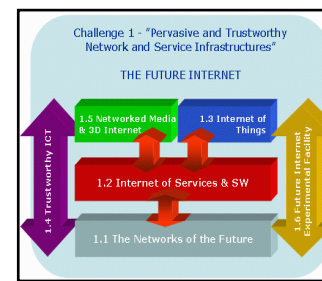 Challenge 1 - "Pervasive and Trustworthy
Network and Service Infrastructures"
THE FUTURE INTERNET
1.5 Networked Media
& 3D Internet
1.3 Internet of
Things
1.4 Trustworthy ICT
1.2 Internet of Services & SW
1.6 Future Internet
Experimental Facility
1.1 The Networks of the Future